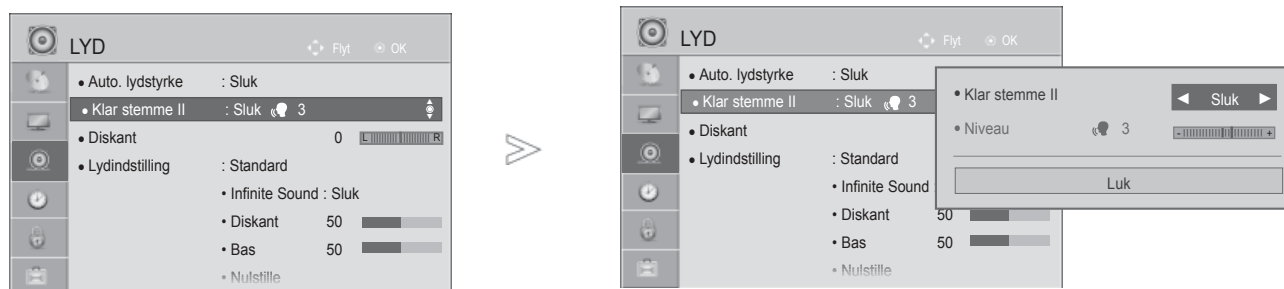 LYD
Flyt OK
• Auto. lydstyrke : Sluk
• Klar stemme II : Sluk 3
• Diskant 0 L R
• Lydindstilling : Standard
• Infinite Sound : Sluk
• Diskant 50
• Bas 50
• Nulstille
LYD
Flyt OK
• Auto. lydstyrke : Sluk
• Klar stemme II : Sluk 3
• Diskant
• Lydindstilling : Standard
• Infinite Sound :
• Diskant 50
• Bas 50
• Nulstille
• Klar stemme II ◄ Sluk ►
• Niveau 3 - +
Luk